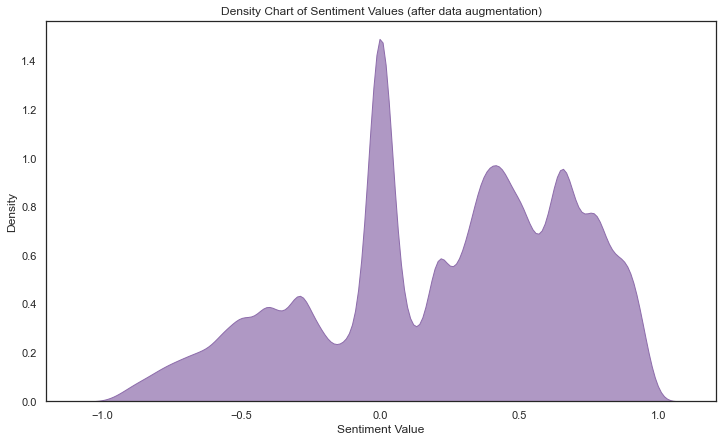 Density Chart of Sentiment Values (after data augmentation)
Density
1.4
1.2
1.0
0.8
0.6
0.4
0.2
0.0
−1.0 −0.5 0.0 0.5 1.0
Sentiment Value